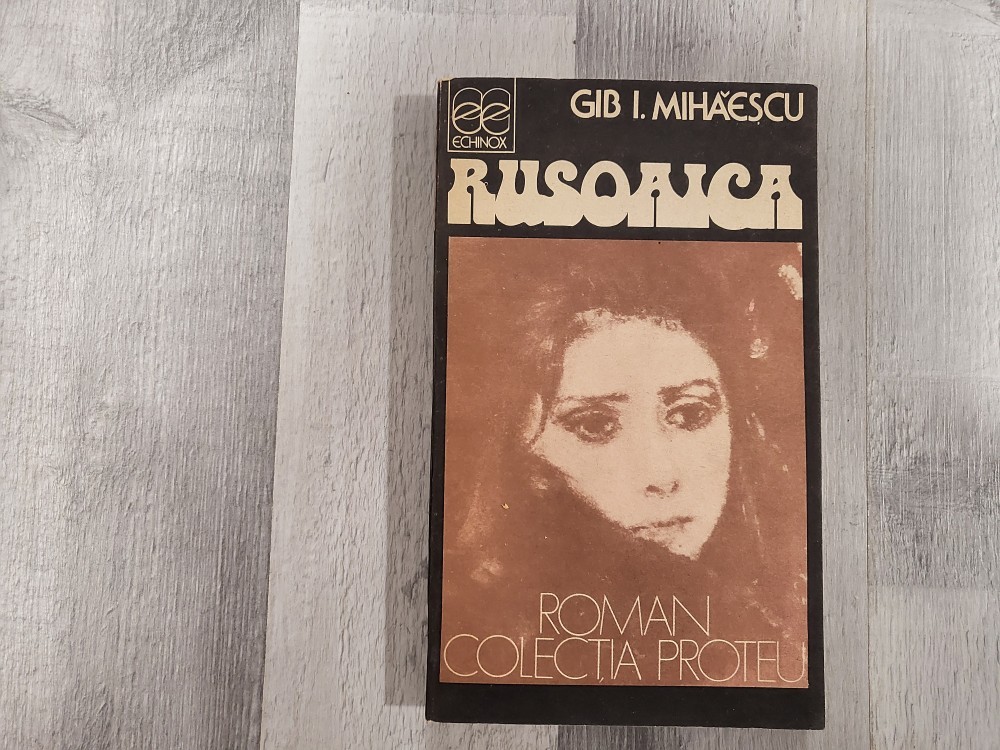 GIB I. MIHĂESCU
ECHINOX
RUSOAICA
ROMAN
COLECȚIA PROTEU